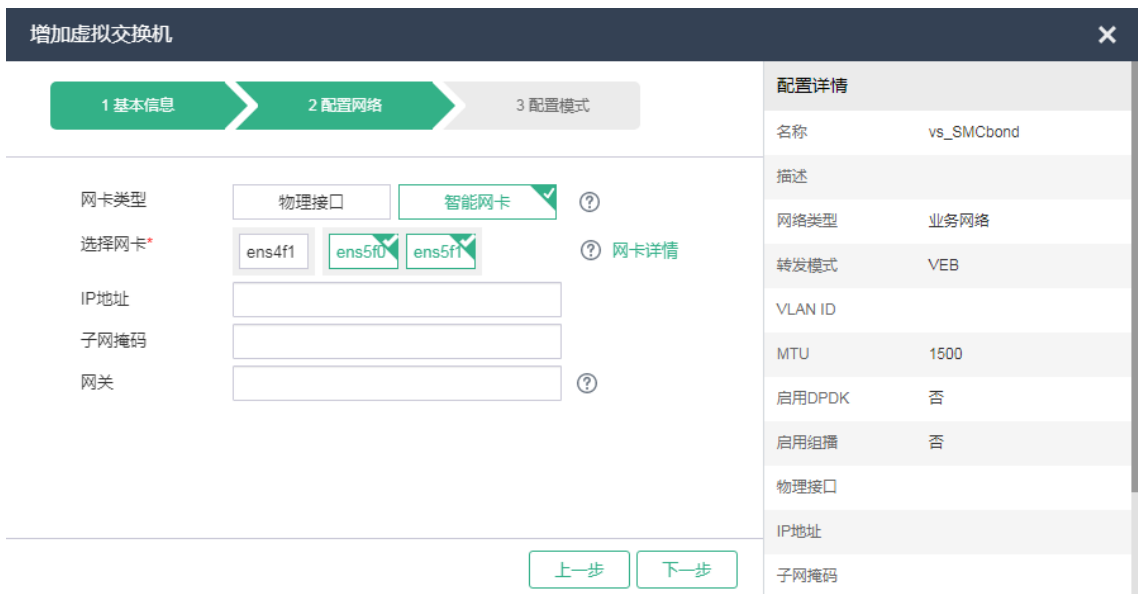 增加虚拟交换机
1 基本信息
2 配置网络
3 配置模式
网卡类型
物理接口
智能网卡
选择网卡*
ens4f1
ens5f0
ens5f1
网卡详情
IP地址
子网掩码
网关
上一步
下一步
配置详情
名称 vs_SMCbond
描述
网络类型 业务网络
转发模式 VEB
VLAN ID
MTU 1500
启用DPDK 否
启用组播 否
物理接口
IP地址
子网掩码